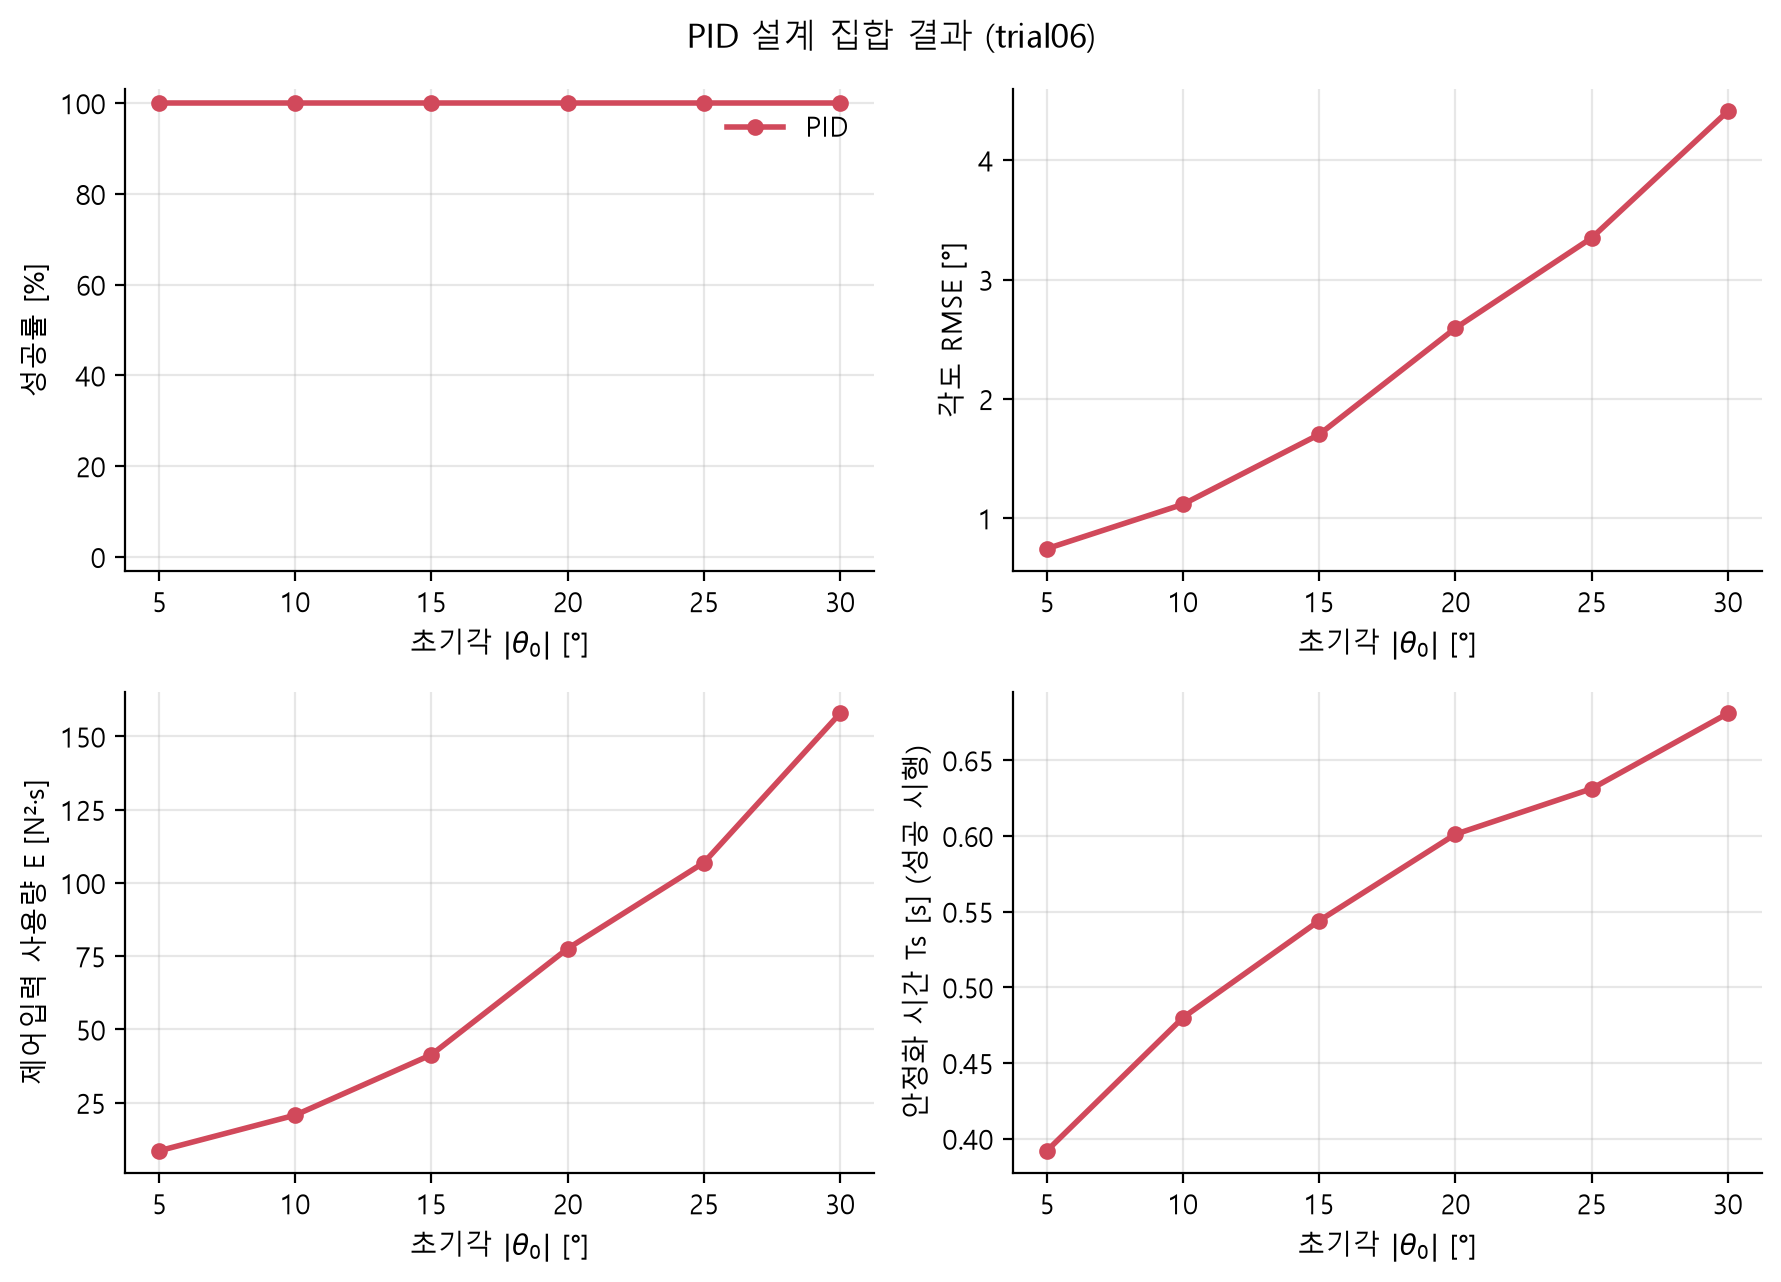 PID 설계 집합 결과 (trial06)
성공률 [%]
100
80
60
40
20
0
PID
5 10 15 20 25 30
초기각 |θ₀| [°]
각도 RMSE [°]
4
3
2
1
5 10 15 20 25 30
초기각 |θ₀| [°]
제어입력 사용량 E [N²·s]
150
125
100
75
50
25
5 10 15 20 25 30
초기각 |θ₀| [°]
안정화 시간 Ts [s] (성공 시행)
0.65
0.60
0.55
0.50
0.45
0.40
5 10 15 20 25 30
초기각 |θ₀| [°]